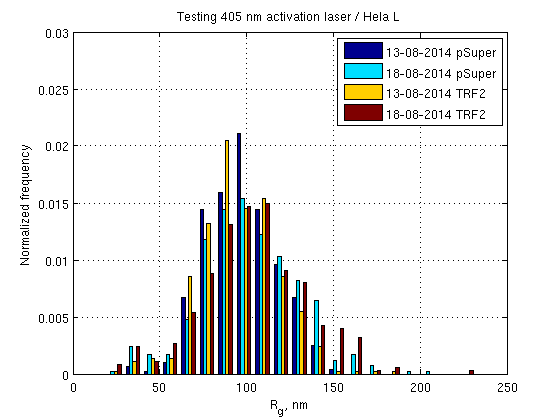 Testing 405 nm activation laser / Hela L
0.03
0.025
0.02
0.015
0.01
0.005
0
Normalized frequency
13-08-2014 pSuper
18-08-2014 pSuper
13-08-2014 TRF2
18-08-2014 TRF2
0 50 100 150 200 250
Rg, nm